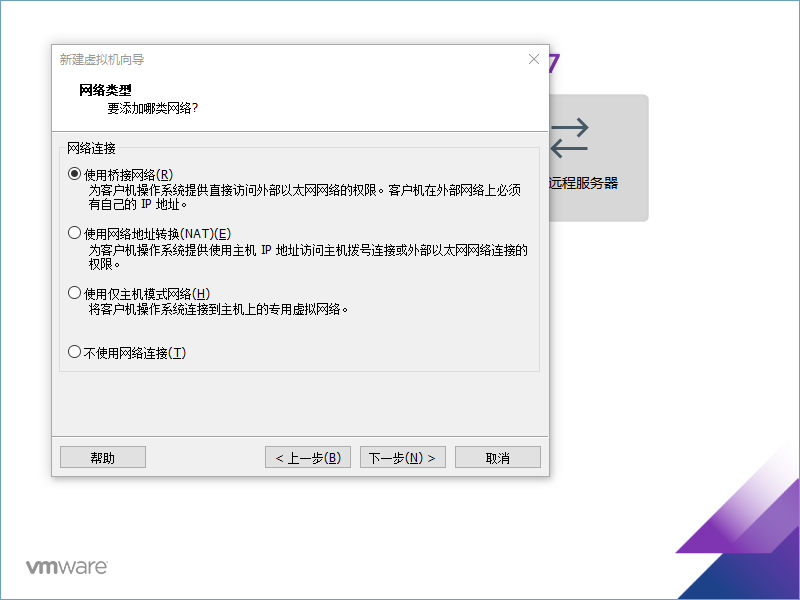 新建虚拟机向导
7
网络类型
要添加哪类网络?
网络连接
使用桥接网络(R)
为客户机操作系统提供直接访问外部以太网网络的权限。客户机在外部网络上必须
有自己的 IP 地址。
远程服务器
使用网络地址转换(NAT)(E)
为客户机操作系统提供使用主机 IP 地址访问主机拨号连接或外部以太网网络连接的
权限。
使用仅主机模式网络(H)
将客户机操作系统连接到主机上的专用虚拟网络。
不使用网络连接(T)
帮助
< 上一步(B)
下一步(N) >
取消
vmware